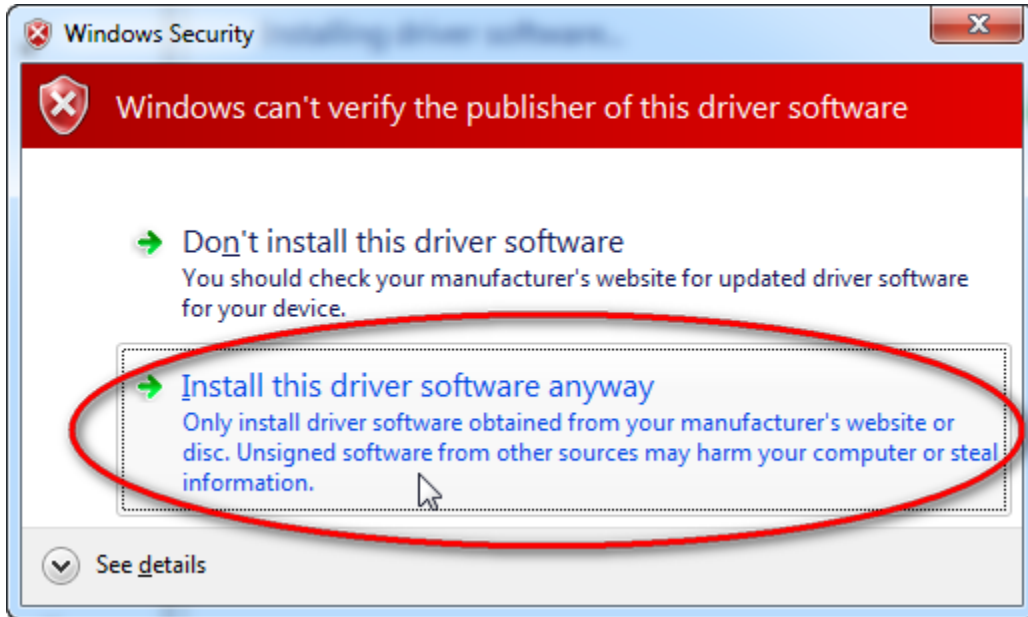 Windows Security
Installing driver software...
Windows can't verify the publisher of this driver software
Don't install this driver software
You should check your manufacturer's website for updated driver software
for your device.
Install this driver software anyway
Only install driver software obtained from your manufacturer's website or
disc. Unsigned software from other sources may harm your computer or steal
information.
See details